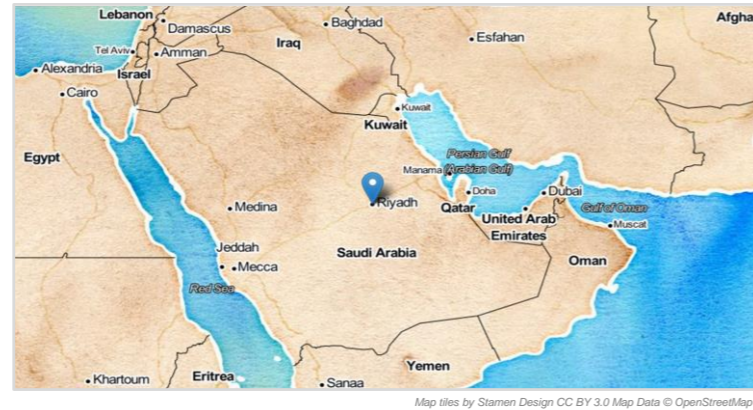 Lebanon
Damascus
Baghdad
Afgha
Tel Aviv
Amman
Iraq
Esfahan
Alexandria
Israel
Cairo
Kuwait
Kuwait
Egypt
Persian Gulf
(Arabian Gulf)
Manama
Doha
Dubai
Medina
Riyadh
Qatar
United Arab
Emirates
Gulf of Oman
Muscat
Jeddah
Mecca
Saudi Arabia
Oman
Red Sea
Yemen
Khartoum
Eritrea
Sanaa
Map tiles by Stamen Design CC BY 3.0 Map Data © OpenStreetMap